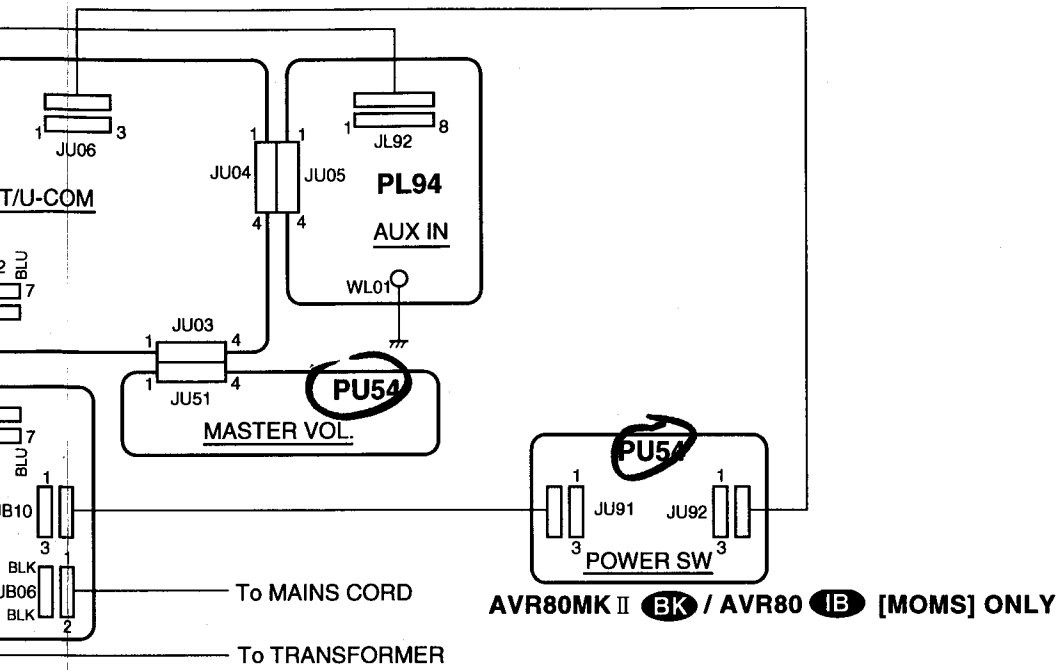 1 3
JU06
T/U-COM
2 BLU
7
1 1
JU04 JU05
4 4
1 8
JL92
PL94
AUX IN
WL01
JU03
1 4
1 4
JU51
PU54
MASTER VOL.
7
BLU
1
JB10
3
BLK 1
JB06
BLK
2
To MAINS CORD
To TRANSFORMER
PU54
1 1
JU91 JU92
3 3
POWER SW
AVR80MK II BK / AVR80 IB [MOMS] ONLY